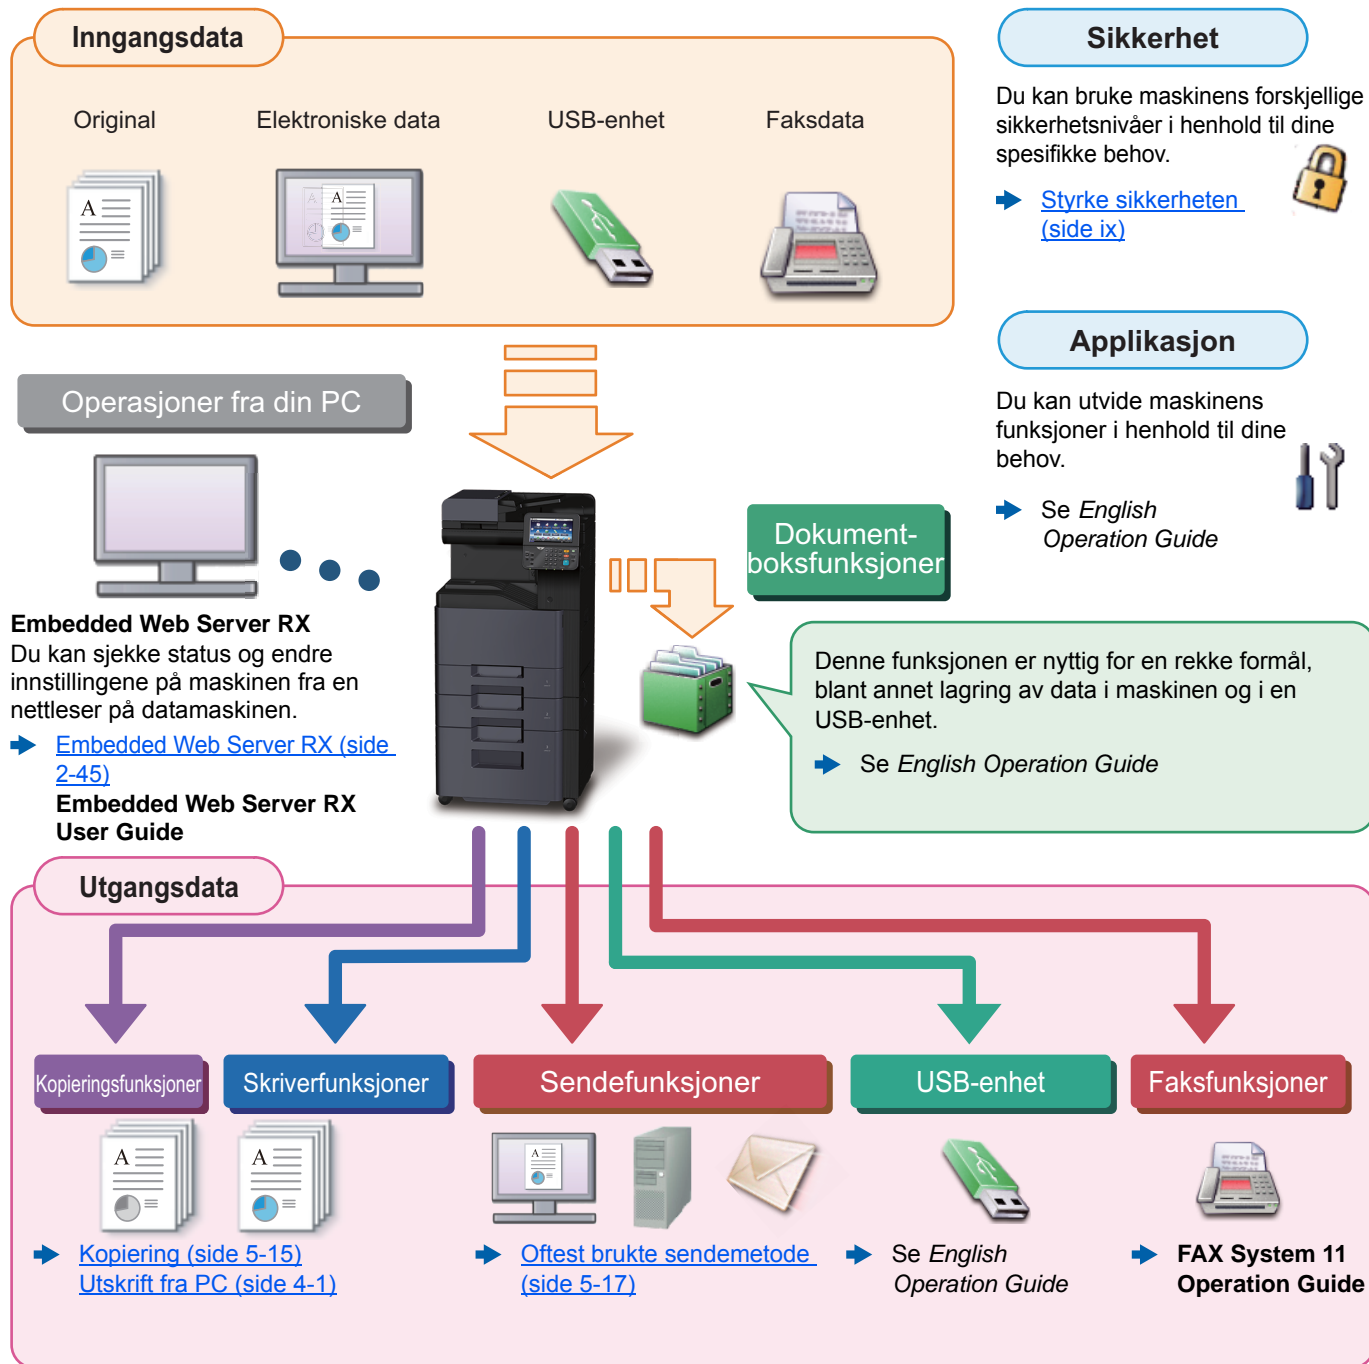 Inngangsdata
Original
Elektroniske data
USB-enhet
Faksdata
Sikkerhet
Du kan bruke maskinens forskjellige
sikkerhetsnivåer i henhold til dine
spesifikke behov.
Styrke sikkerheten
(side ix)
Applikasjon
Du kan utvide maskinens
funksjoner i henhold til dine
behov.
Se English
Operation Guide
Operasjoner fra din PC
Embedded Web Server RX
Du kan sjekke status og endre
innstillingene på maskinen fra en
nettleser på datamaskinen.
Embedded Web Server RX (side
2-45)
Embedded Web Server RX
User Guide
Dokument-
boksfunksjoner
Denne funksjonen er nyttig for en rekke formål,
blant annet lagring av data i maskinen og i en
USB-enhet.
Se English Operation Guide
Utgangsdata
Kopieringsfunksjoner
Skriverfunksjoner
Sendefunksjoner
USB-enhet
Faksfunksjoner
Kopiering (side 5-15)
Utskrift fra PC (side 4-1)
Oftest brukte sendemetode
(side 5-17)
Se English
Operation Guide
FAX System 11
Operation Guide